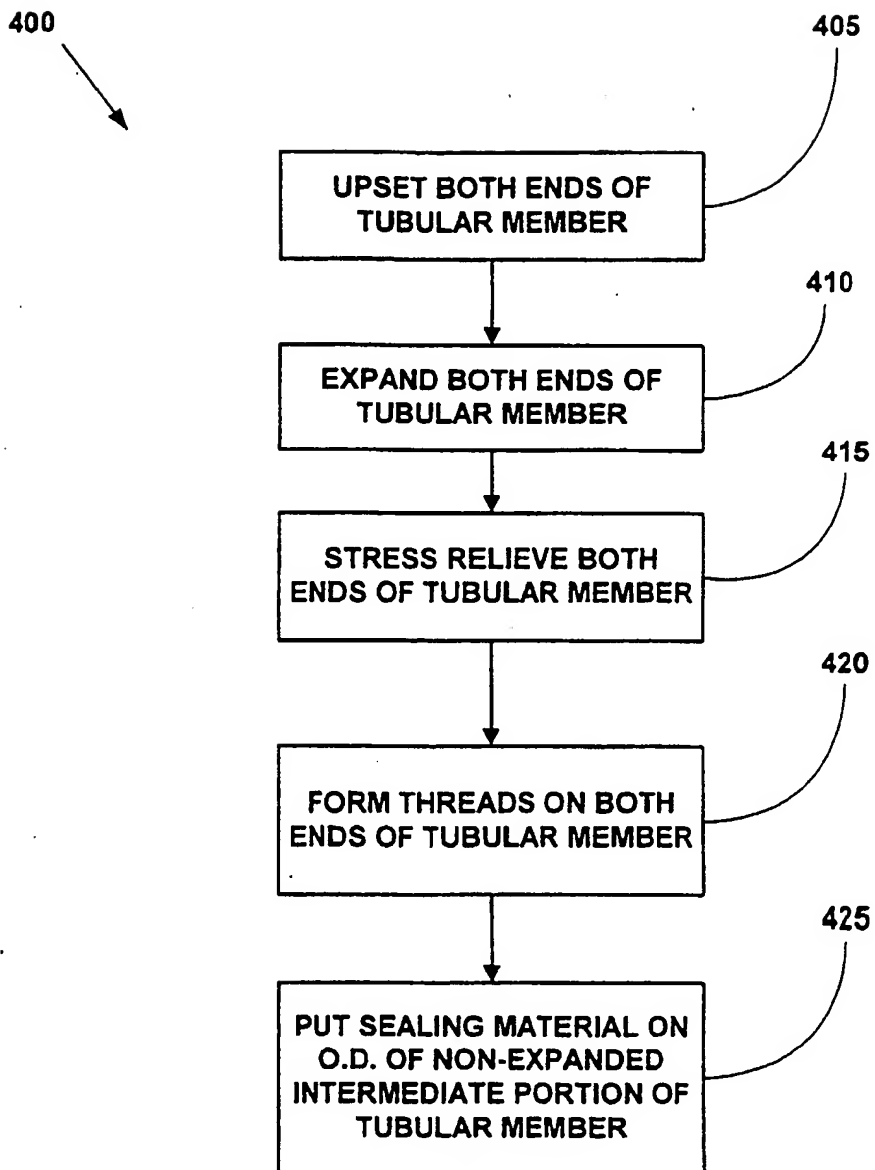 400
405
UPSET BOTH ENDS OF
TUBULAR MEMBER
410
EXPAND BOTH ENDS OF
TUBULAR MEMBER
415
STRESS RELIEVE BOTH
ENDS OF TUBULAR MEMBER
420
FORM THREADS ON BOTH
ENDS OF TUBULAR MEMBER
425
PUT SEALING MATERIAL ON
O.D. OF NON-EXPANDED
INTERMEDIATE PORTION OF
TUBULAR MEMBER